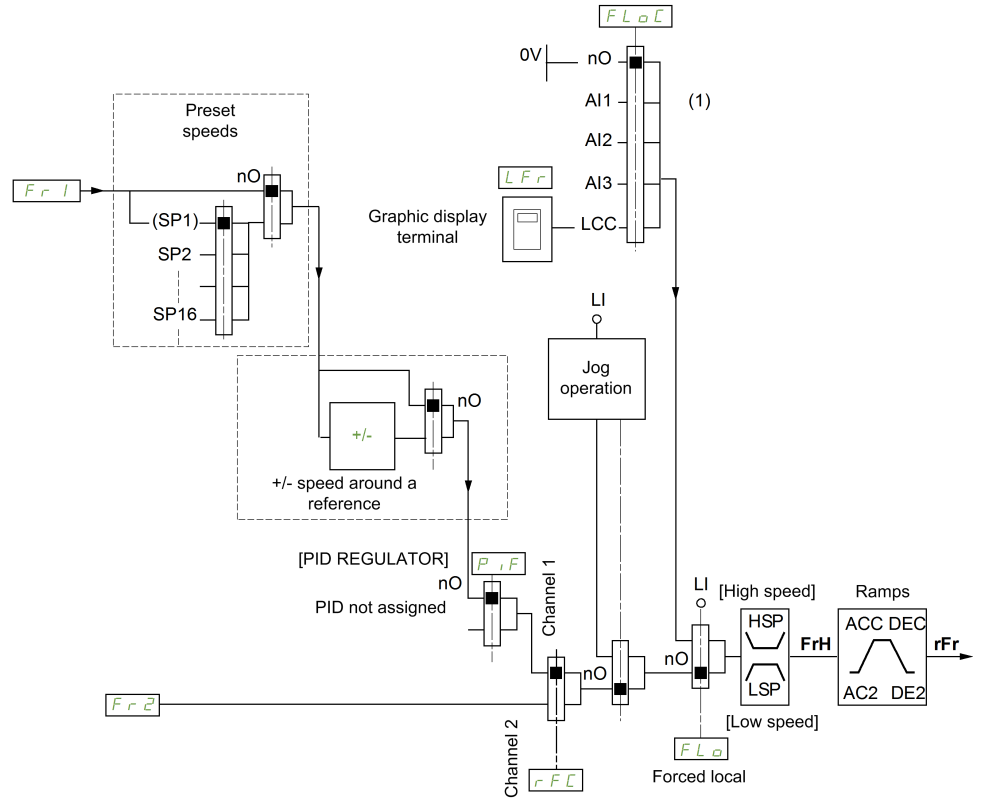 FLoC
0V
nO
AI1
(1)
AI2
AI3
LCC
LFr
Graphic display
terminal
Preset
speeds
nO
Fr1
(SP1)
SP2
SP16
LI
Jog
operation
nO
+/-
+/- speed around a
reference
[PID REGULATOR]
PiF
nO
PID not assigned
Channel 1
LI
[High speed]
Ramps
HSP
ACC DEC
nO
nO
FrH
rFr
LSP
AC2 DE2
Fr2
[Low speed]
Channel 2
FLo
Forced local
rFC